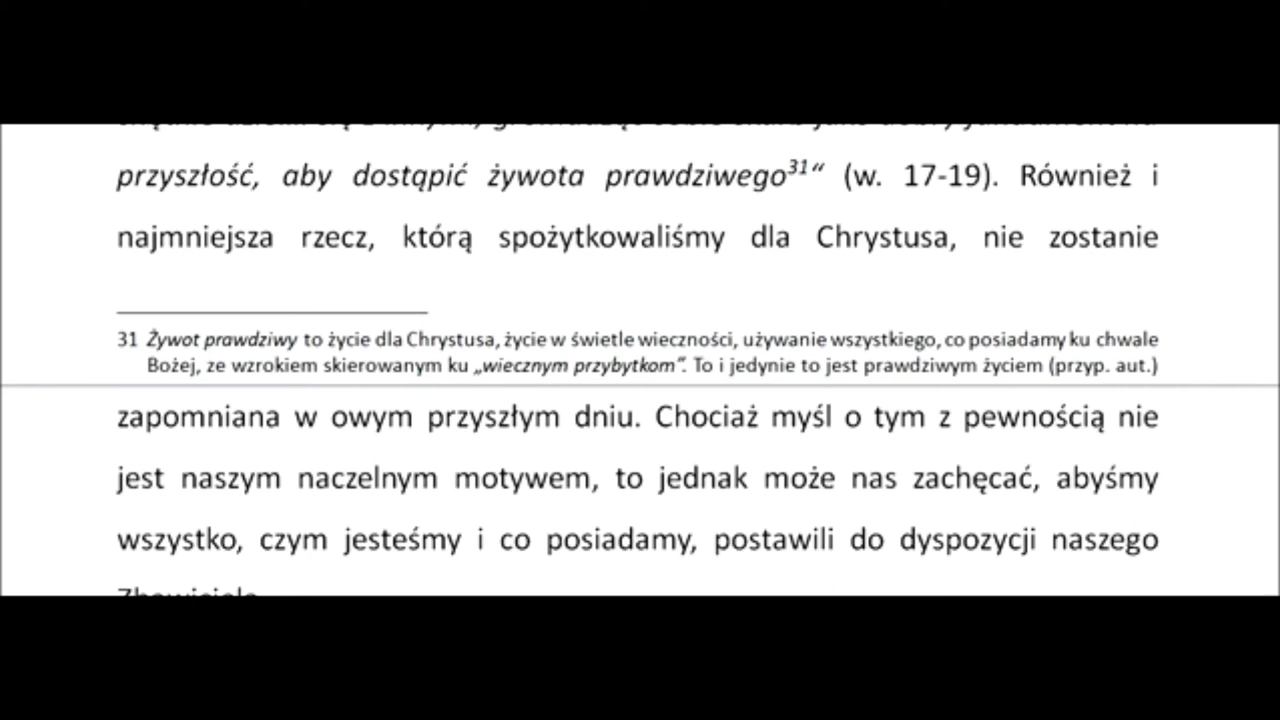 przyszłość, aby dostąpić żywota prawdziwego31“ (w. 17-19). Również i
najmniejsza rzecz, którą spożytkowaliśmy dla Chrystusa, nie zostanie
31 Żywot prawdziwy to życie dla Chrystusa, życie w świetle wieczności, używanie wszystkiego, co posiadamy ku chwale
Bożej, ze wzrokiem skierowanym ku „wiecznym przybytkom“. To i jedynie to jest prawdziwym życiem (przyp. aut.)
zapomniana w owym przyszłym dniu. Chociaż myśl o tym z pewnością nie
jest naszym naczelnym motywem, to jednak może nas zachęcać, abyśmy
wszystko, czym jesteśmy i co posiadamy, postawili do dyspozycji naszego